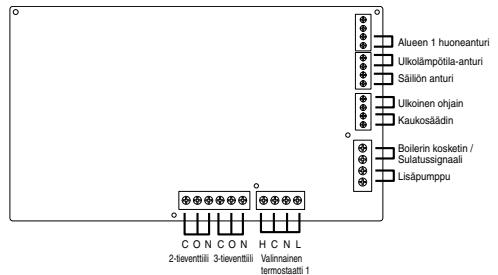 Alueen 1 huoneanturi
Ulkolämpötila-anturi
Säiliön anturi
Ulkoinen ohjain
Kaukosäädin
Boilerin kosketin /
Sulatussignaali
Lisäpumppu
C O N C O N H C N L
2-tieventtiili 3-tieventtiili Valinnainen
termostaatti 1